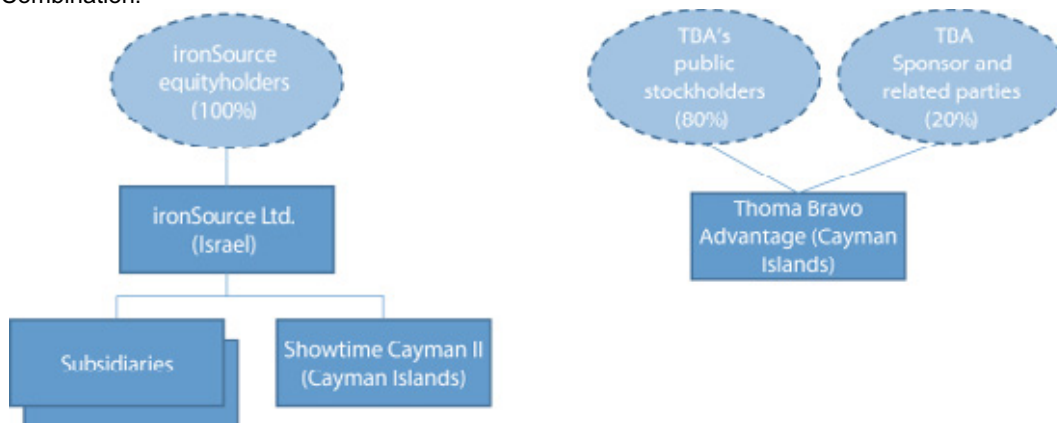 Combination.
ironSource
equityholders
(100%)
TBA's
public
stockholders
(80%)
TBA
Sponsor and
related parties
(20%)
ironSource Ltd.
(Israel)
Thoma Bravo
Advantage (Cayman
Islands)
Subsidiaries
Showtime Cayman II
(Cayman Islands)